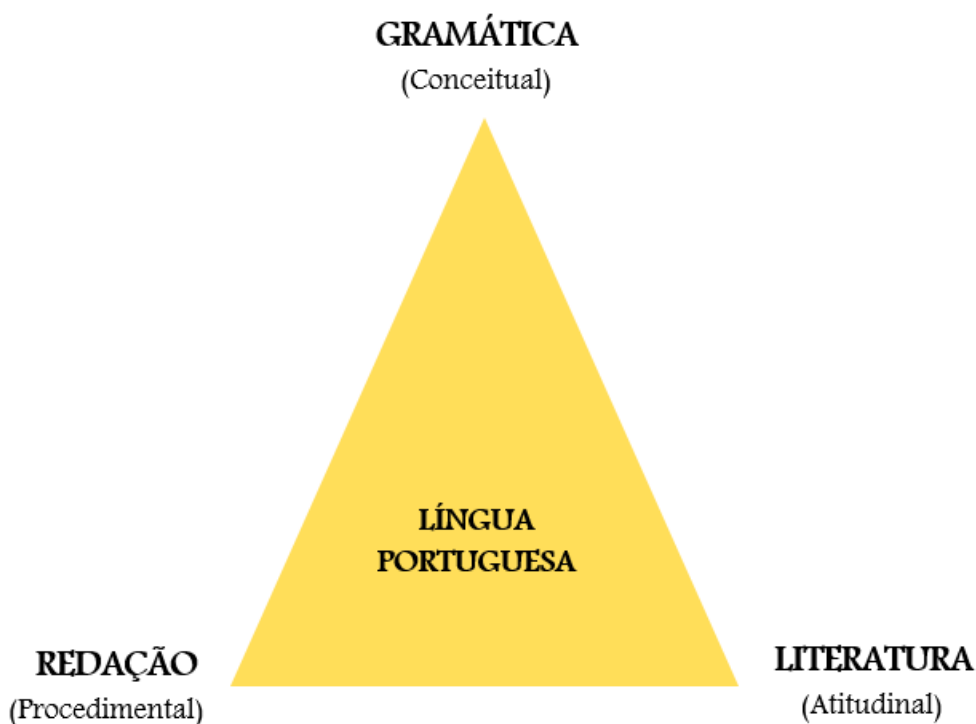 GRAMÁTICA
(Conceitual)
LÍNGUA
PORTUGUESA
REDAÇÃO
(Procedimental)
LITERATURA
(Atitudinal)